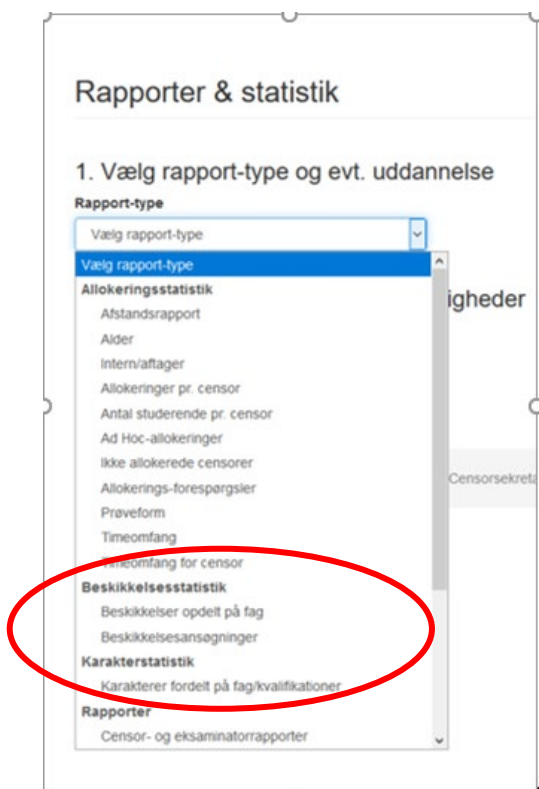 Rapporter & statistik
1. Vælg rapport-type og evt. uddannelse
Rapport-type
Vælg rapport-type
Vælg rapport-type
Allokeringsstatistik
igheder
Afstandsrapport
Alder
Intern/aftager
Allokeringer pr. censor
Antal studerende pr. censor
Ad Hoc-allokeringer
Ikke allokerede censorer
Censorsekreta
Allokerings-forespørgsler
Prøveform
Timeomfang
Timeomfang for censor
Beskikkelsesstatistik
Beskikkelser opdelt på fag
Beskikkelsesansøgninger
Karakterstatistik
Karakterer fordelt på fag/kvalifikationer
Rapporter
Censor- og eksaminatorrapporter